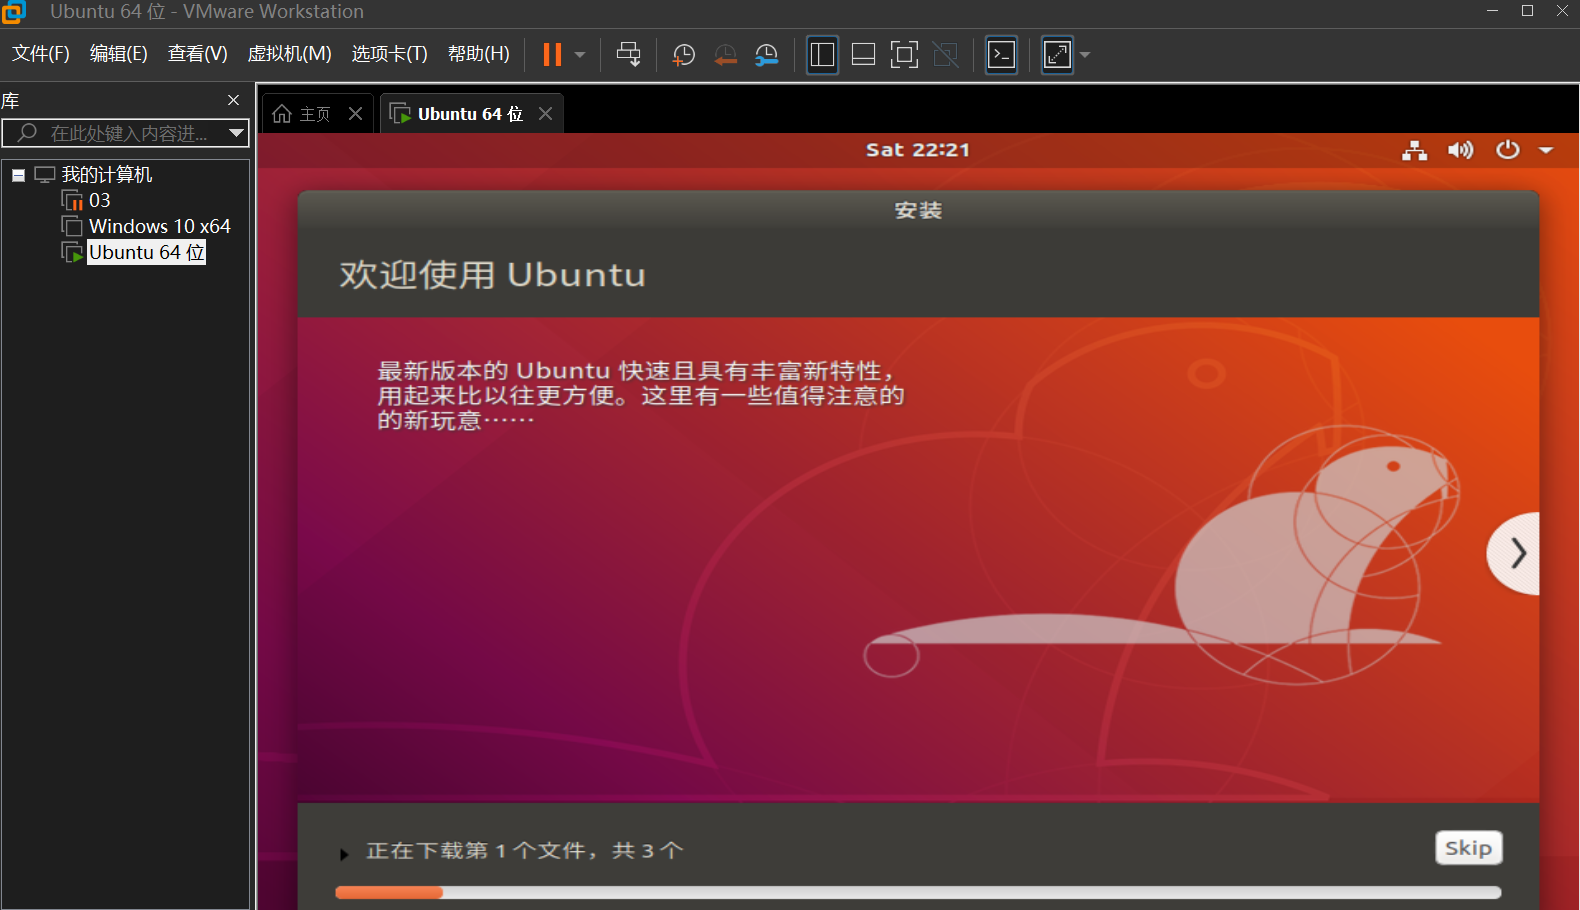 Ubuntu 64 位 - VMware Workstation
文件(F) 编辑(E) 查看(V) 虚拟机(M) 选项卡(T) 帮助(H)
库
在此处键入内容进...
我的计算机
03
Windows 10 x64
Ubuntu 64 位
主页
Ubuntu 64 位
Sat 22:21
安装
欢迎使用 Ubuntu
最新版本的 Ubuntu 快速且具有丰富新特性，
用起来比以往更方便。这里有一些值得注意的
的新玩意……
正在下载第 1 个文件，共 3 个
Skip